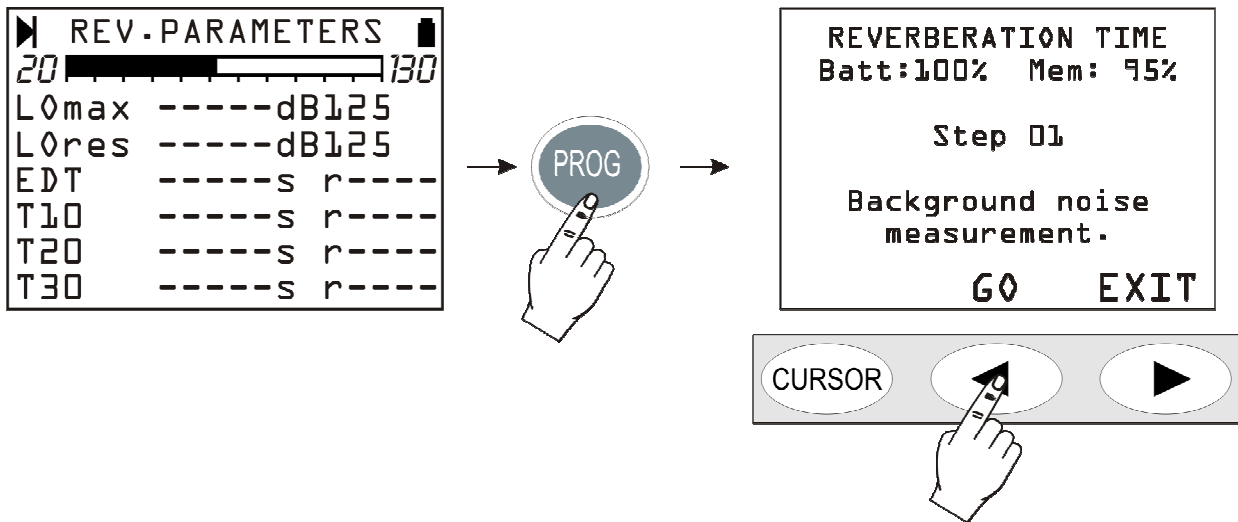 REV.PARAMETERS
20 130
L0max -----dB125
L0res -----dB125
EDT -----s r----
T10 -----s r----
T20 -----s r----
T30 -----s r----
PROG
REVERBERATION TIME
Batt:100% Mem: 95%
Step 01
Background noise
measurement.
GO EXIT
CURSOR